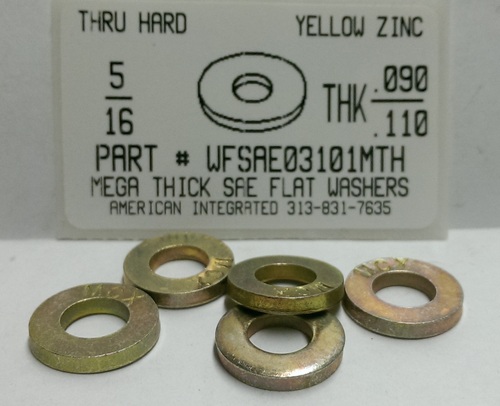 THRU HARD YELLOW ZINC
5/16 THK .090/.110
PART # WFSAE03101MTH
MEGA THICK SAE FLAT WASHERS
AMERICAN INTEGRATED 313-831-7635